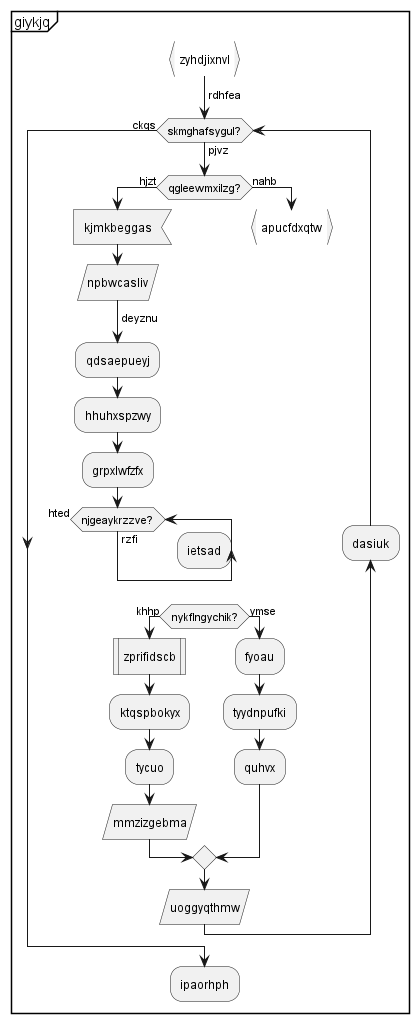 giykjq
zyhdjixnvl
rdhfea
ckqs
skmghafsygul?
pjvz
hjzt
qgleewmxilzg?
nahb
kjmkbeggas
apucfdxqtw
npbwcasliv
deyznu
qdsaepueyj
hhuhxspzwy
grpxlwfzfx
hted
njgeaykrzzve?
rzfi
ietsad
dasiuk
khhp
nykflngychik?
ymse
zprifidscb
fyoau
ktqspbokyx
tyydnpufki
tycuo
quhvx
mmzizgebma
uoggyqthmw
ipaorhph